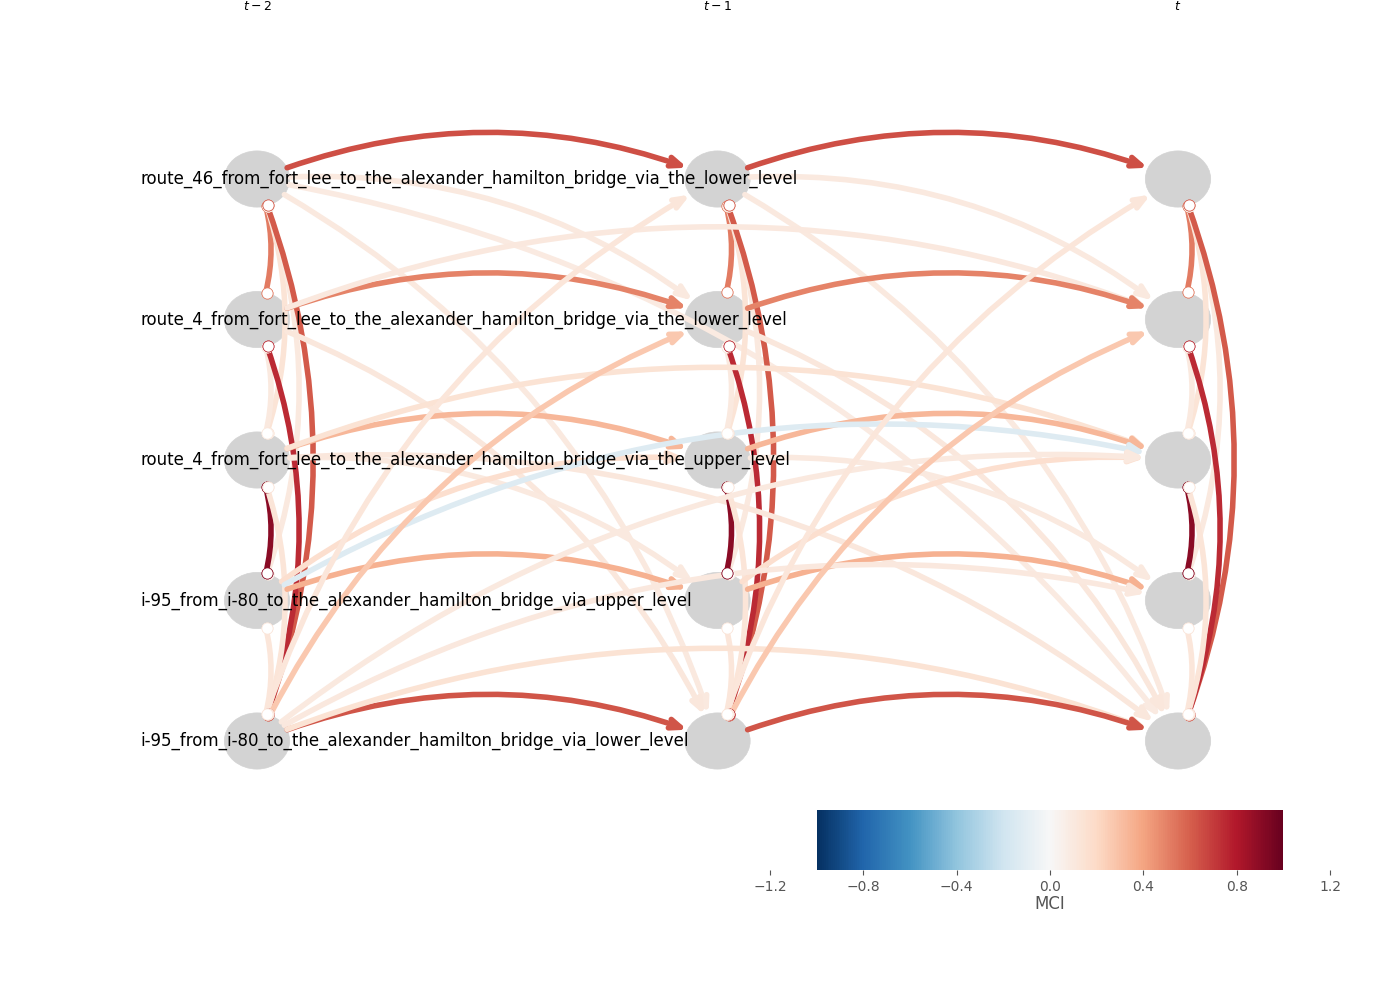 t − 2 t − 1 t
route_46_from_fort_lee_to_the_alexander_hamilton_bridge_via_the_lower_level
route_4_from_fort_lee_to_the_alexander_hamilton_bridge_via_the_lower_level
route_4_from_fort_lee_to_the_alexander_hamilton_bridge_via_the_upper_level
i-95_from_i-80_to_the_alexander_hamilton_bridge_via_upper_level
i-95_from_i-80_to_the_alexander_hamilton_bridge_via_lower_level
−1.2 −0.8 −0.4 0.0 0.4 0.8 1.2
MCI